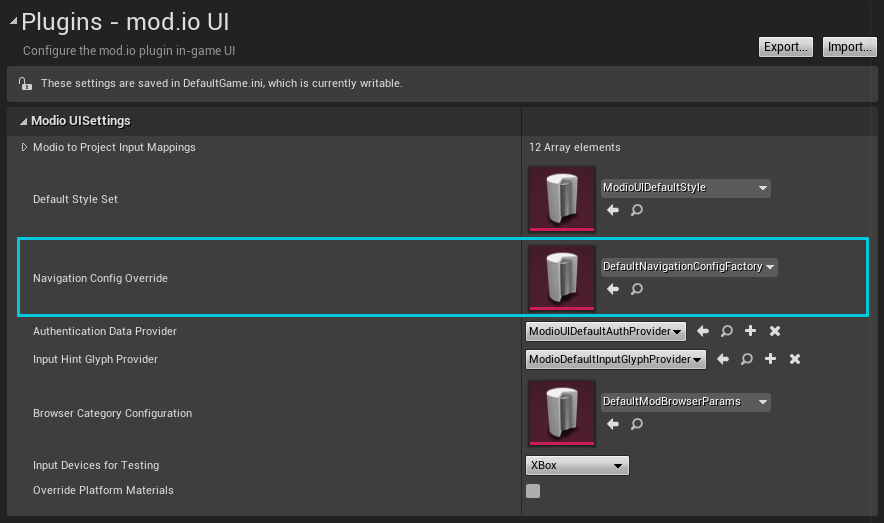 Plugins - mod.io UI
Configure the mod.io plugin in-game UI
Export...
Import...
These settings are saved in DefaultGame.ini, which is currently writable.
Modio UISettings
Modio to Project Input Mappings
12 Array elements
Default Style Set
ModioUIDefaultStyle
Navigation Config Override
DefaultNavigationConfigFactory
Authentication Data Provider
ModioUIDefaultAuthProvider
Input Hint Glyph Provider
ModioDefaultInputGlyphProvider
Browser Category Configuration
DefaultModBrowserParams
Input Devices for Testing
XBox
Override Platform Materials